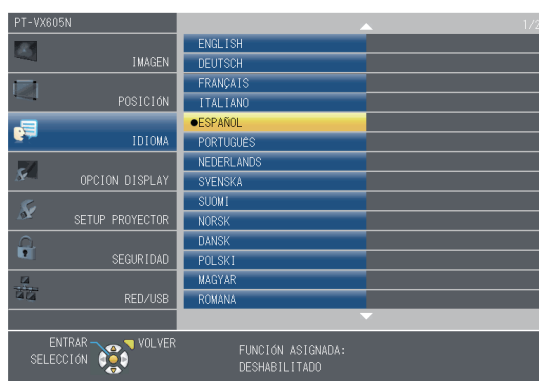 PT-VX605N
1/2
IMAGEN
POSICIÓN
IDIOMA
OPCION DISPLAY
SETUP PROYECTOR
SEGURIDAD
RED/USB
ENGLISH
DEUTSCH
FRANÇAIS
ITALIANO
●ESPAÑOL
PORTUGUÊS
NEDERLANDS
SVENSKA
SUOMI
NORSK
DANSK
POLSKI
MAGYAR
ROMÂNA
ENTRAR
SELECCIÓN
VOLVER
FUNCIÓN ASIGNADA:
DESHABILITADO